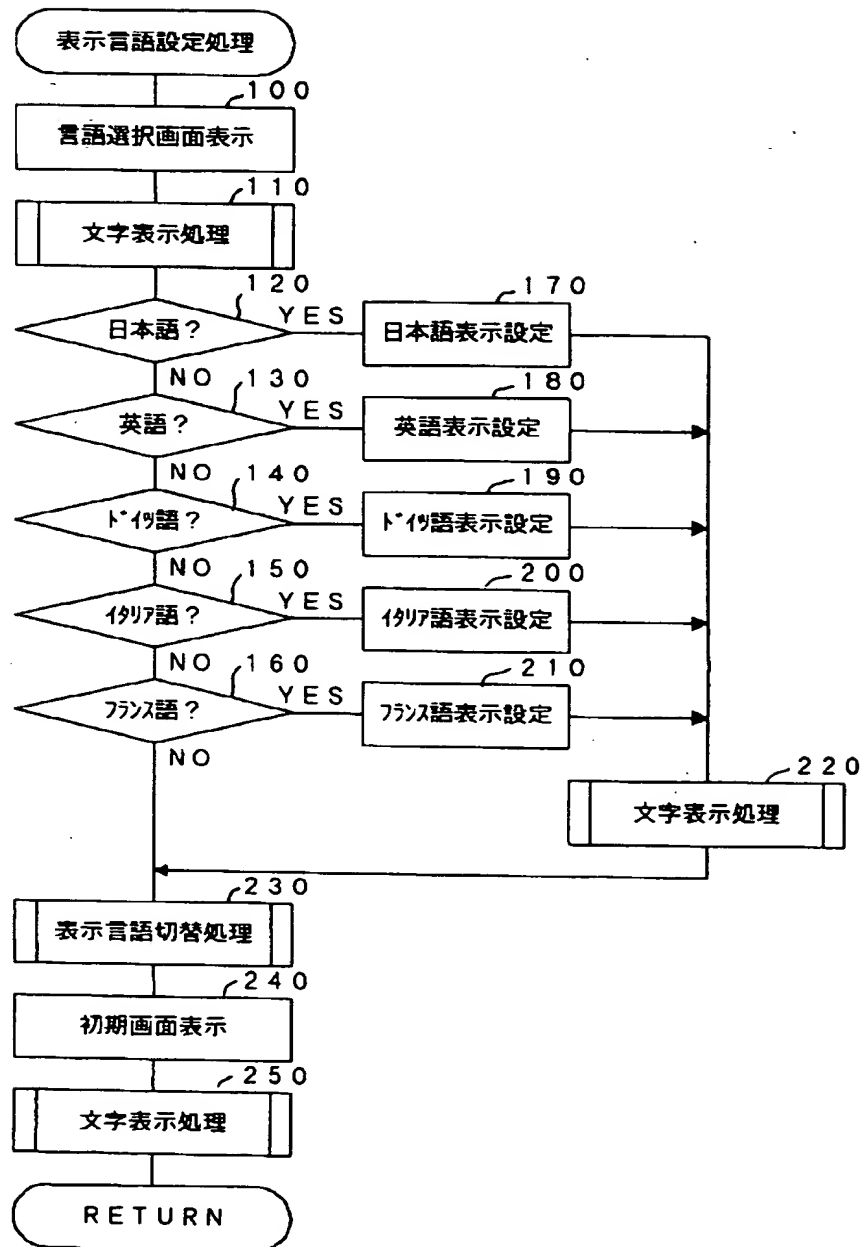 表示言語設定処理
100
言語選択画面表示
110
文字表示処理
120
日本語?
YES
170
日本語表示設定
NO
130
英語?
YES
180
英語表示設定
NO
140
ドイツ語?
YES
190
ドイツ語表示設定
NO
150
イタリア語?
YES
200
イタリア語表示設定
NO
160
フランス語?
YES
210
フランス語表示設定
NO
220
文字表示処理
230
表示言語切替処理
240
初期画面表示
250
文字表示処理
RETURN